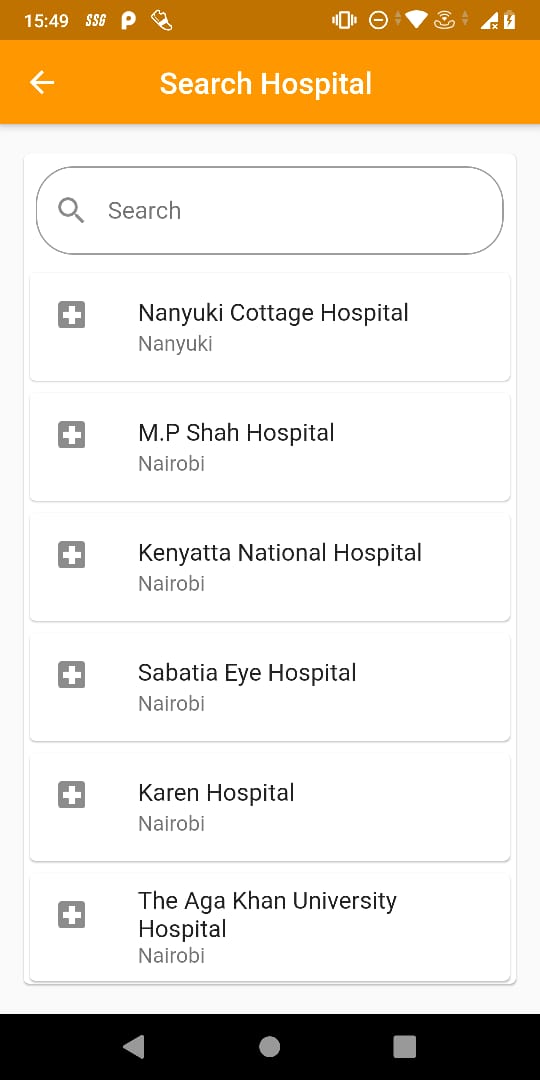 15:49 SSG
Search Hospital
Search
Nanyuki Cottage Hospital
Nanyuki
M.P Shah Hospital
Nairobi
Kenyatta National Hospital
Nairobi
Sabatia Eye Hospital
Nairobi
Karen Hospital
Nairobi
The Aga Khan University
Hospital
Nairobi